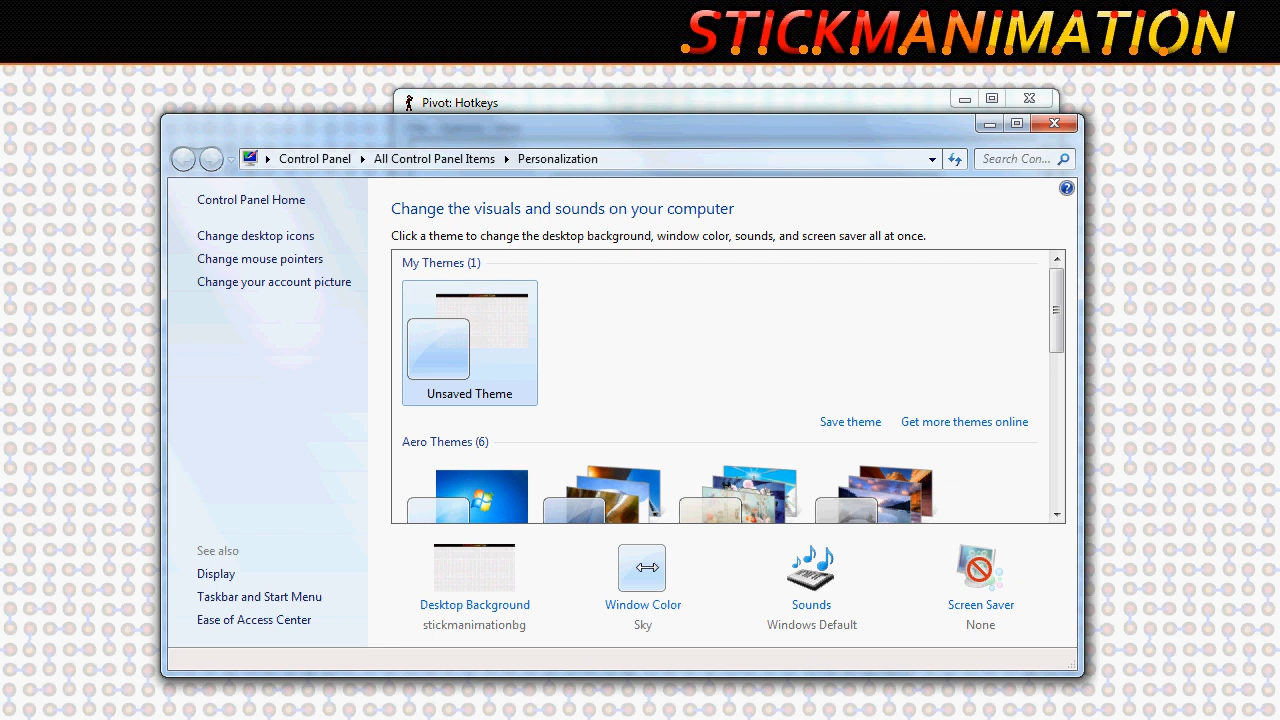 STICKMANIMATION
Pivot: Hotkeys
Control Panel All Control Panel Items Personalization
Search Con...
Control Panel Home
Change desktop icons
Change mouse pointers
Change your account picture
See also
Display
Taskbar and Start Menu
Ease of Access Center
Change the visuals and sounds on your computer
Click a theme to change the desktop background, window color, sounds, and screen saver all at once.
My Themes (1)
Unsaved Theme
Save theme Get more themes online
Aero Themes (6)
Desktop Background
stickmanimationbg
Window Color
Sky
Sounds
Windows Default
Screen Saver
None